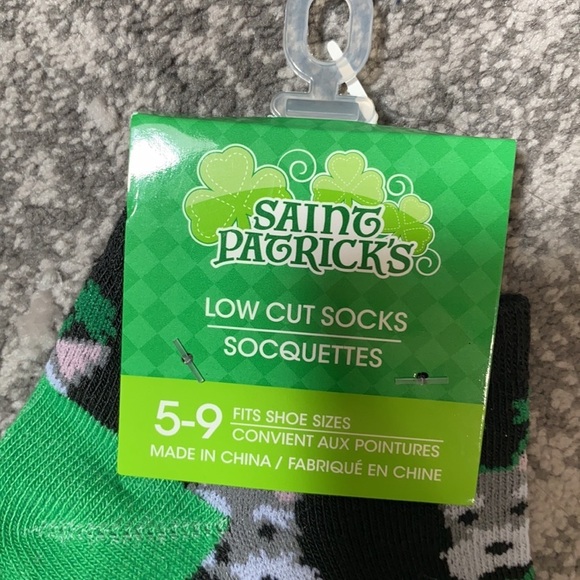 SAINT
PATRICK'S
LOW CUT SOCKS
SOCQUETTES
5-9 FITS SHOE SIZES
CONVIENT AUX POINTURES
MADE IN CHINA / FABRIQUÉ EN CHINE